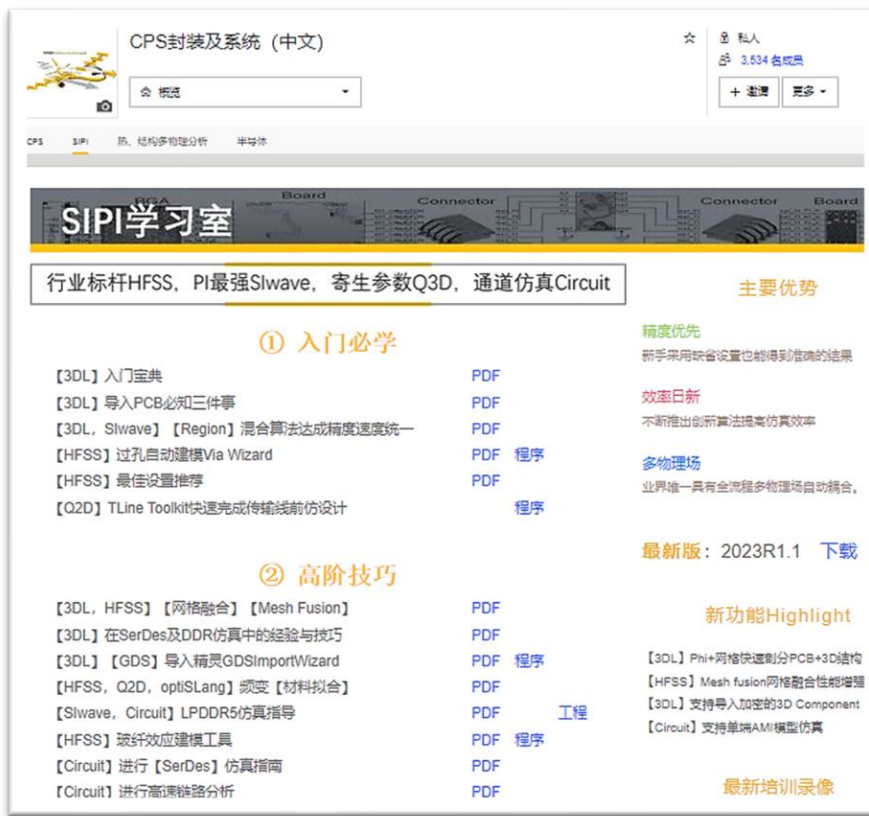 CPS封装及系统（中文）
私人
3,534 名成员
概览
+ 邀请 更多
CPS SIPI 热、结构多物理分析 半导体
BGA Board Connector Connector Board
SIPI学习室
行业标杆HFSS，PI最强SIwave，寄生参数Q3D，通道仿真Circuit
① 入门必学
【3DL】入门宝典 PDF
【3DL】导入PCB必知三件事 PDF
【3DL，SIwave】【Region】混合算法达成精度速度统一 PDF
【HFSS】过孔自动建模Via Wizard PDF 程序
【HFSS】最佳设置推荐 PDF
【Q2D】TLine Toolkit快速完成传输线前仿设计 程序
② 高阶技巧
【3DL，HFSS】【网格融合】【Mesh Fusion】 PDF
【3DL】在SerDes及DDR仿真中的经验与技巧 PDF
【3DL】【GDS】导入精灵GDSImportWizard PDF 程序
【HFSS，Q2D，optiSLang】频变【材料拟合】 PDF
【SIwave，Circuit】LPDDR5仿真指导 PDF 工程
【HFSS】玻纤效应建模工具 PDF 程序
【Circuit】进行【SerDes】仿真指南 PDF
【Circuit】进行高速链路分析 PDF
主要优势
精度优先
新手采用缺省设置也能得到准确的结果
效率日新
不断推出创新算法提高仿真效率
多物理场
业界唯一具有全流程多物理场自动耦合。
最新版：2023R1.1 下载
新功能Highlight
【3DL】Phi+网格快速剖分PCB+3D结构
【HFSS】Mesh fusion网格融合性能增强
【3DL】支持导入加密的3D Component
【Circuit】支持单端AMI模型仿真
最新培训录像